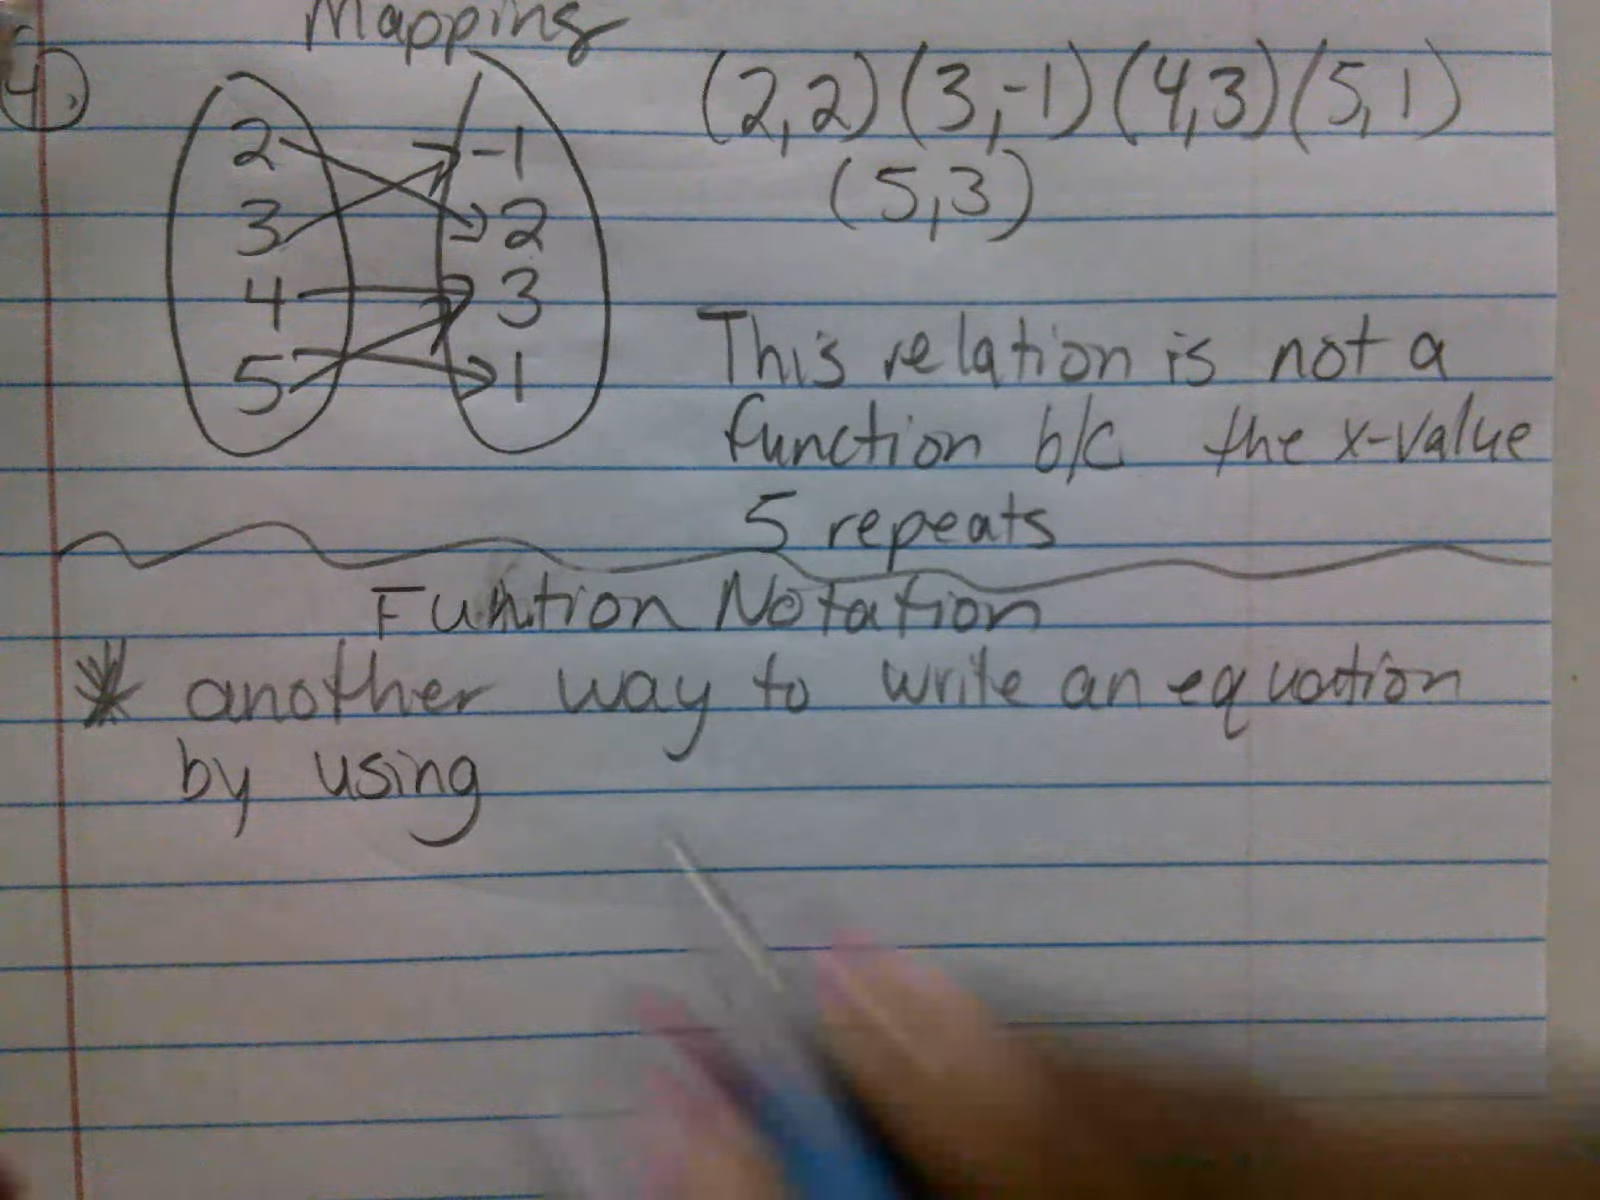 Mapping
4.
2 -1
3 2
4 3
5 1
(2,2) (3,-1) (4,3) (5,1)
(5,3)
This relation is not a
function b/c the x-value
5 repeats
Funtion Notation
* another way to write an equation
by using